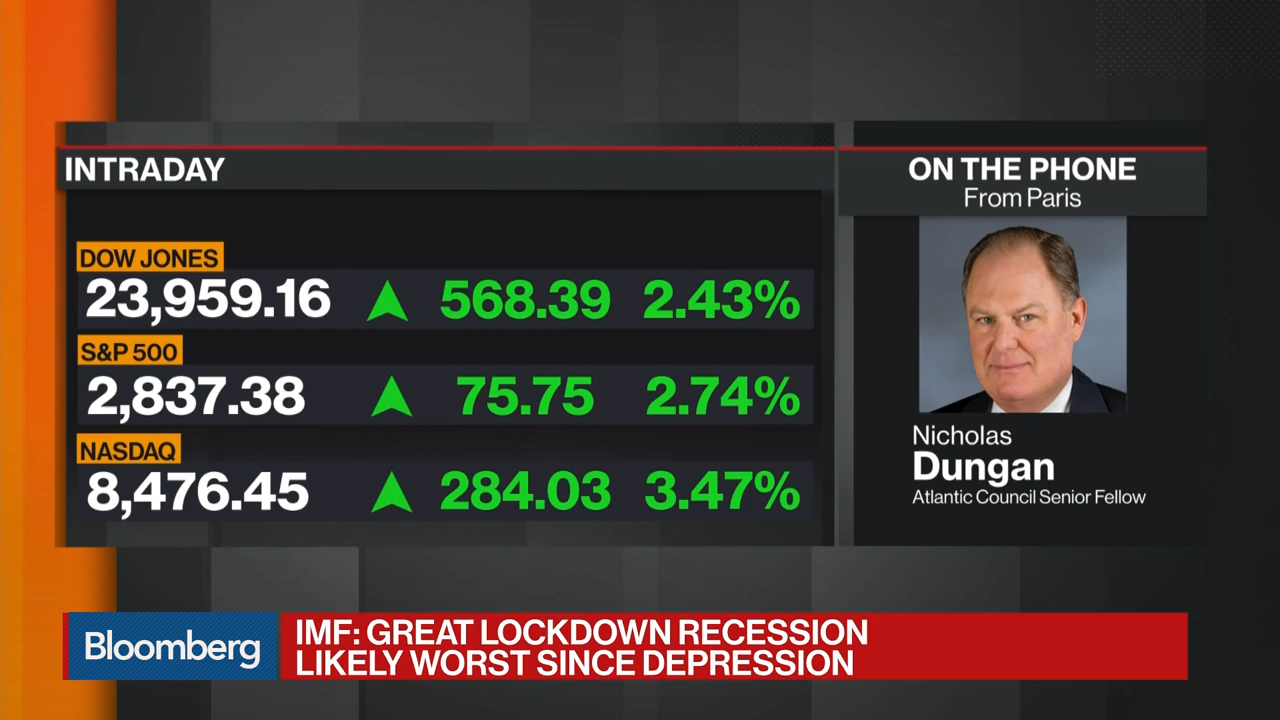 INTRADAY
DOW JONES
23,959.16 ▲ 568.39 2.43%
S&P 500
2,837.38 ▲ 75.75 2.74%
NASDAQ
8,476.45 ▲ 284.03 3.47%
ON THE PHONE
From Paris
Nicholas
Dungan
Atlantic Council Senior Fellow
Bloomberg
IMF: GREAT LOCKDOWN RECESSION
LIKELY WORST SINCE DEPRESSION